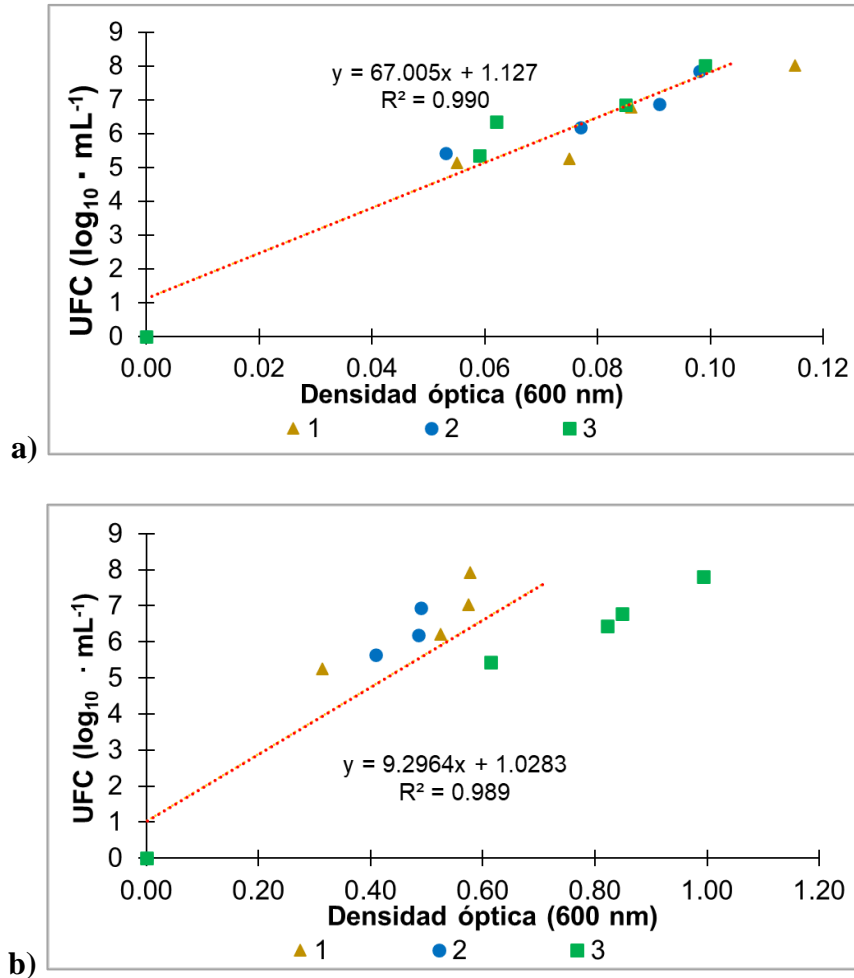 9
8
7
6
5
4
3
2
1
0
UFC (log₁₀ · mL⁻¹)
y = 67.005x + 1.127
R² = 0.990
0.00 0.02 0.04 0.06 0.08 0.10 0.12
Densidad óptica (600 nm)
1 2 3
a)
9
8
7
6
5
4
3
2
1
0
UFC (log₁₀ · mL⁻¹)
y = 9.2964x + 1.0283
R² = 0.989
0.00 0.20 0.40 0.60 0.80 1.00 1.20
Densidad óptica (600 nm)
1 2 3
b)